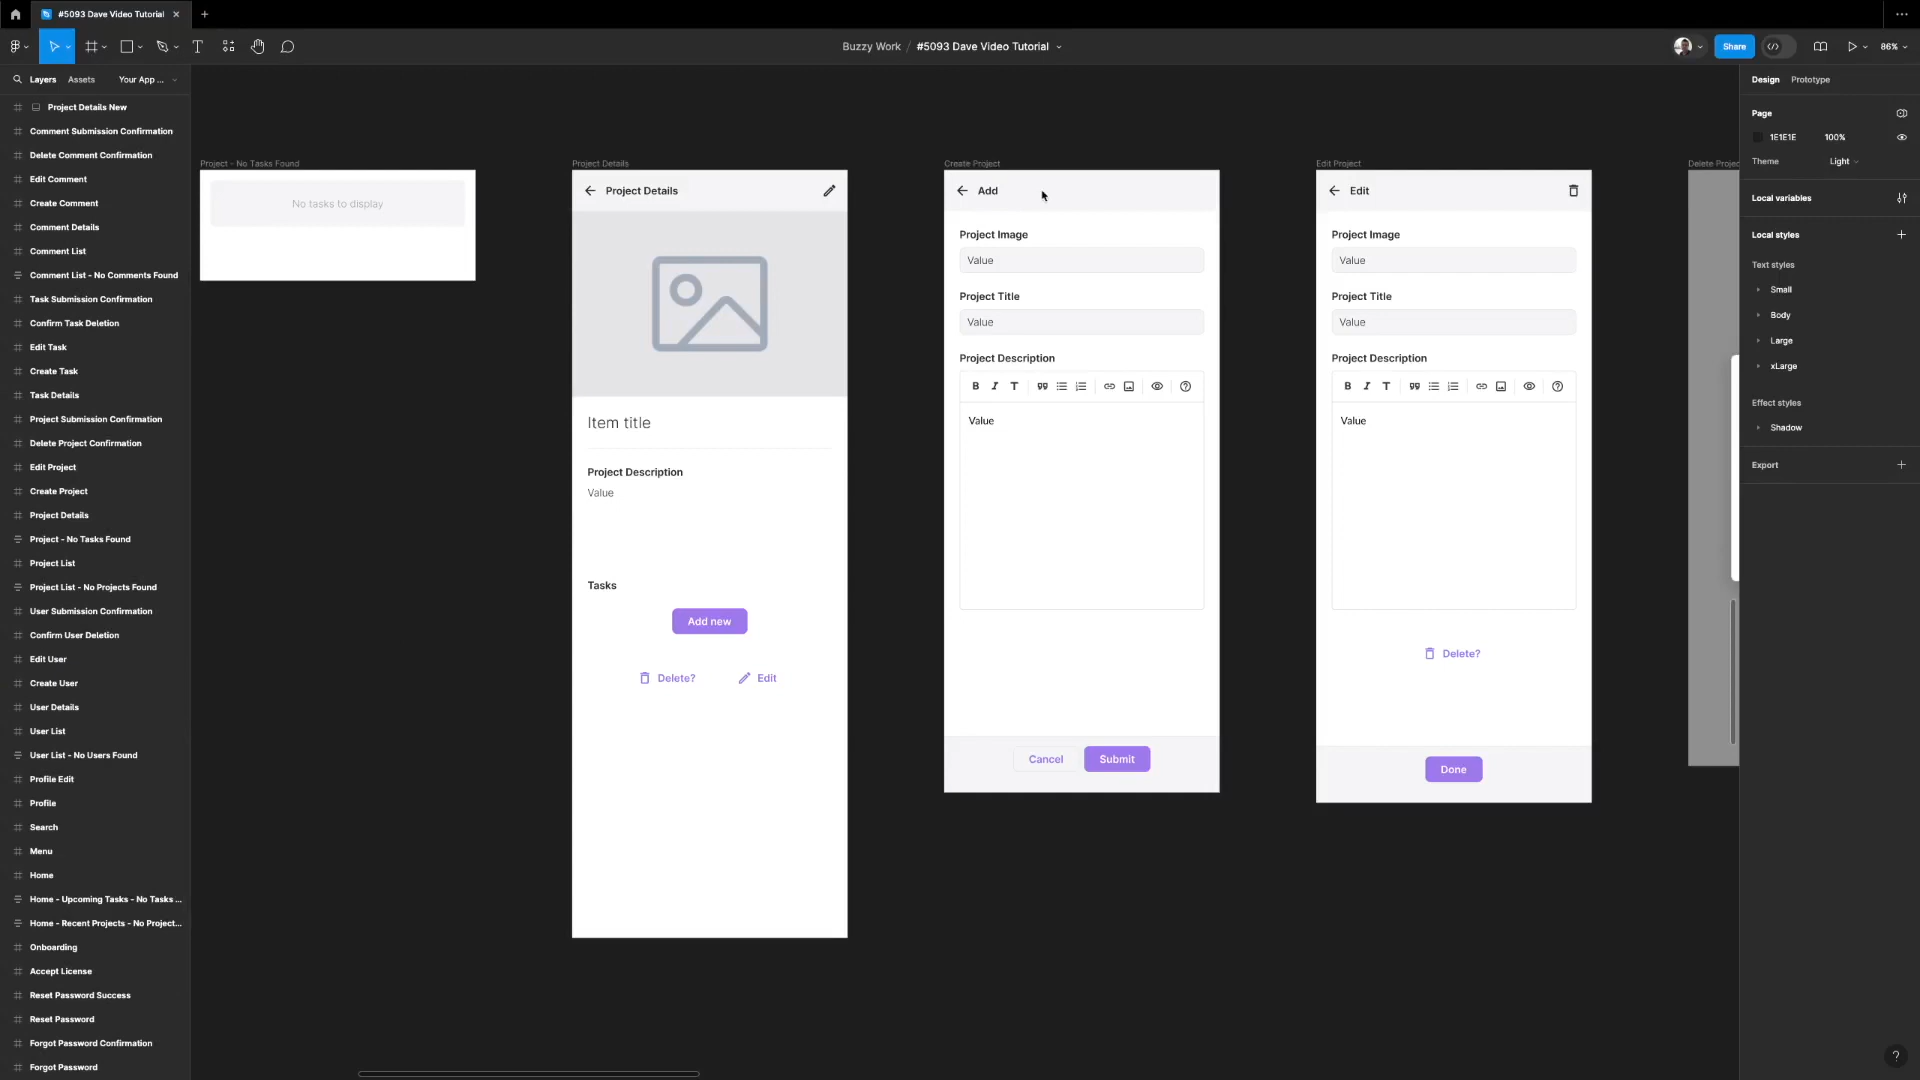 #5093 Dave Video Tutorial
Buzzy Work / #5093 Dave Video Tutorial
Share
86%
Layers
Assets
Your App ...
Project Details New
Comment Submission Confirmation
Delete Comment Confirmation
Edit Comment
Create Comment
Comment Details
Comment List
Comment List - No Comments Found
Task Submission Confirmation
Confirm Task Deletion
Edit Task
Create Task
Task Details
Project Submission Confirmation
Delete Project Confirmation
Edit Project
Create Project
Project Details
Project - No Tasks Found
Project List
Project List - No Projects Found
User Submission Confirmation
Confirm User Deletion
Edit User
Create User
User Details
User List
User List - No Users Found
Profile Edit
Profile
Search
Menu
Home
Home - Upcoming Tasks - No Tasks ...
Home - Recent Projects - No Project...
Onboarding
Accept License
Reset Password Success
Reset Password
Forgot Password Confirmation
Forgot Password
Project - No Tasks Found
No tasks to display
Project Details
Project Details
Item title
Project Description
Value
Tasks
Add new
Delete?
Edit
Create Project
Add
Project Image
Value
Project Title
Value
Project Description
B I T
Value
Cancel
Submit
Edit Project
Edit
Project Image
Value
Project Title
Value
Project Description
B I T
Value
Delete?
Done
Delete Projec
Design
Prototype
Page
1E1E1E
100%
Theme
Light
Local variables
Local styles
Text styles
Small
Body
Large
xLarge
Effect styles
Shadow
Export
?